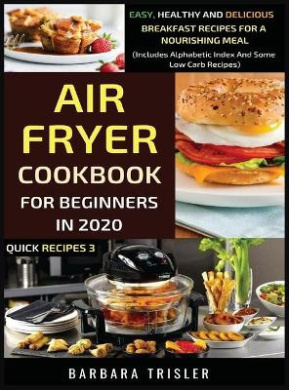 EASY, HEALTHY AND DELICIOUS
BREAKFAST RECIPES FOR A
NOURISHING MEAL
(Includes Alphabetic Index And Some
Low Carb Recipes)
AIR
FRYER
COOKBOOK
FOR BEGINNERS
IN 2020
QUICK RECIPES 3
BARBARA TRISLER